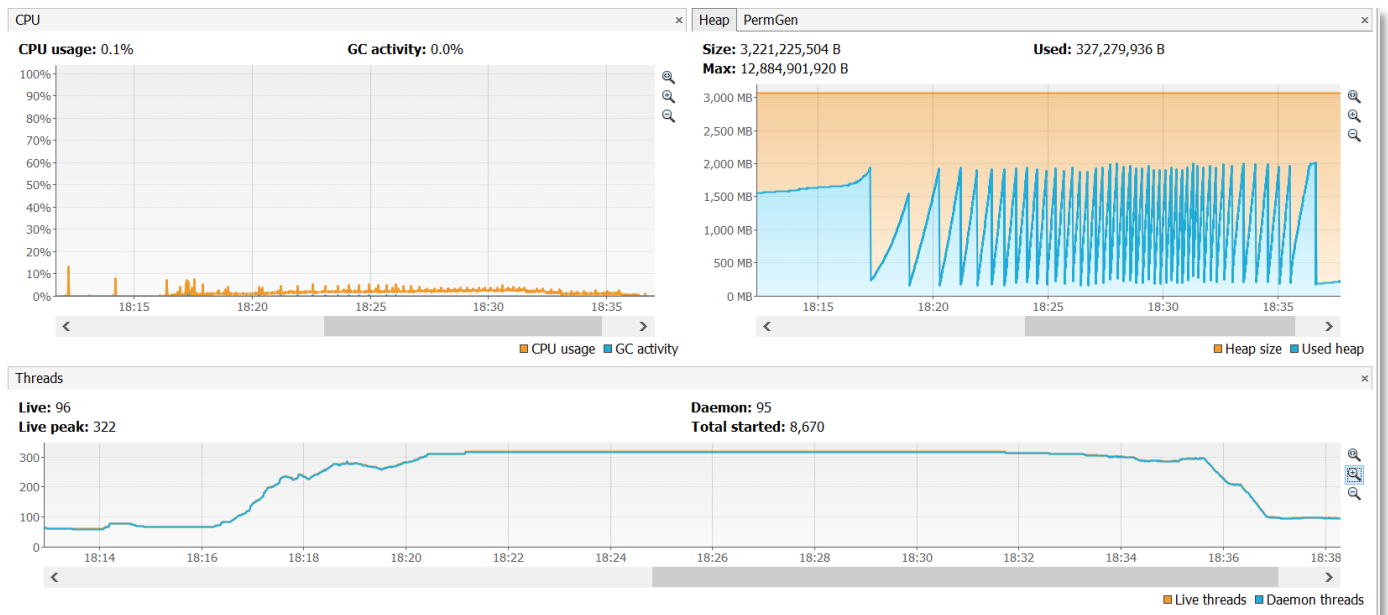 CPU
CPU usage: 0.1% GC activity: 0.0%
100%
90%
80%
70%
60%
50%
40%
30%
20%
10%
0%
18:15 18:20 18:25 18:30 18:35
CPU usage GC activity
Heap PermGen
Size: 3,221,225,504 B Used: 327,279,936 B
Max: 12,884,901,920 B
3,000 MB
2,500 MB
2,000 MB
1,500 MB
1,000 MB
500 MB
0 MB
18:15 18:20 18:25 18:30 18:35
Heap size Used heap
Threads
Live: 96 Daemon: 95
Live peak: 322 Total started: 8,670
300
200
100
0
18:14 18:16 18:18 18:20 18:22 18:24 18:26 18:28 18:30 18:32 18:34 18:36 18:38
Live threads Daemon threads